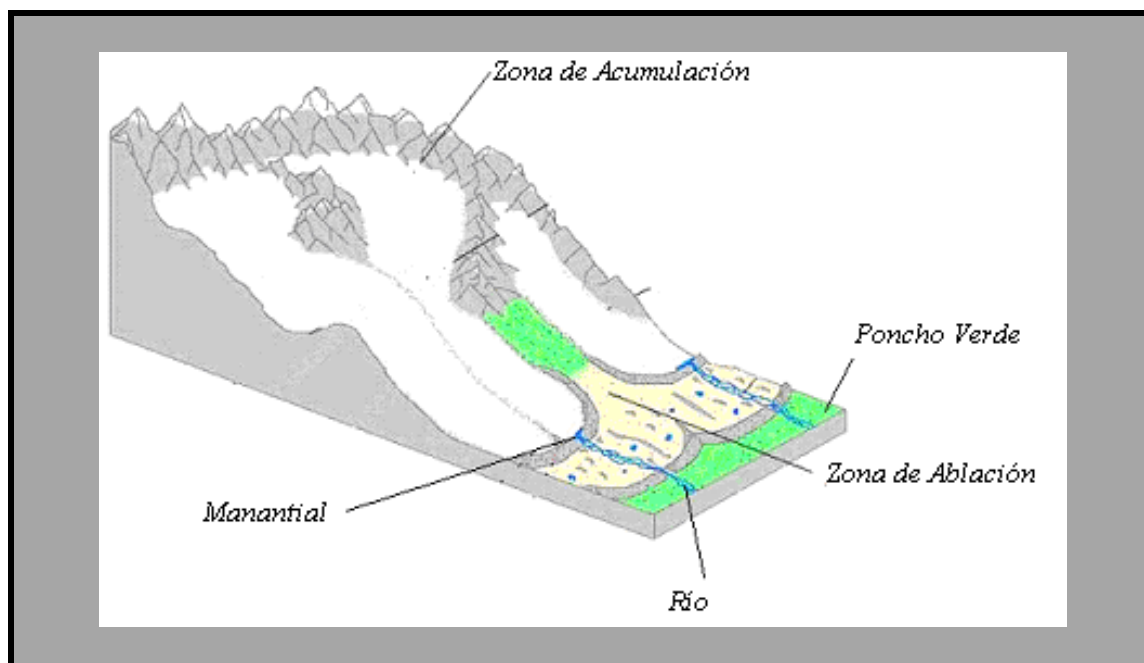 Zona de Acumulación
Poncho Verde
Zona de Ablación
Manantial
Río